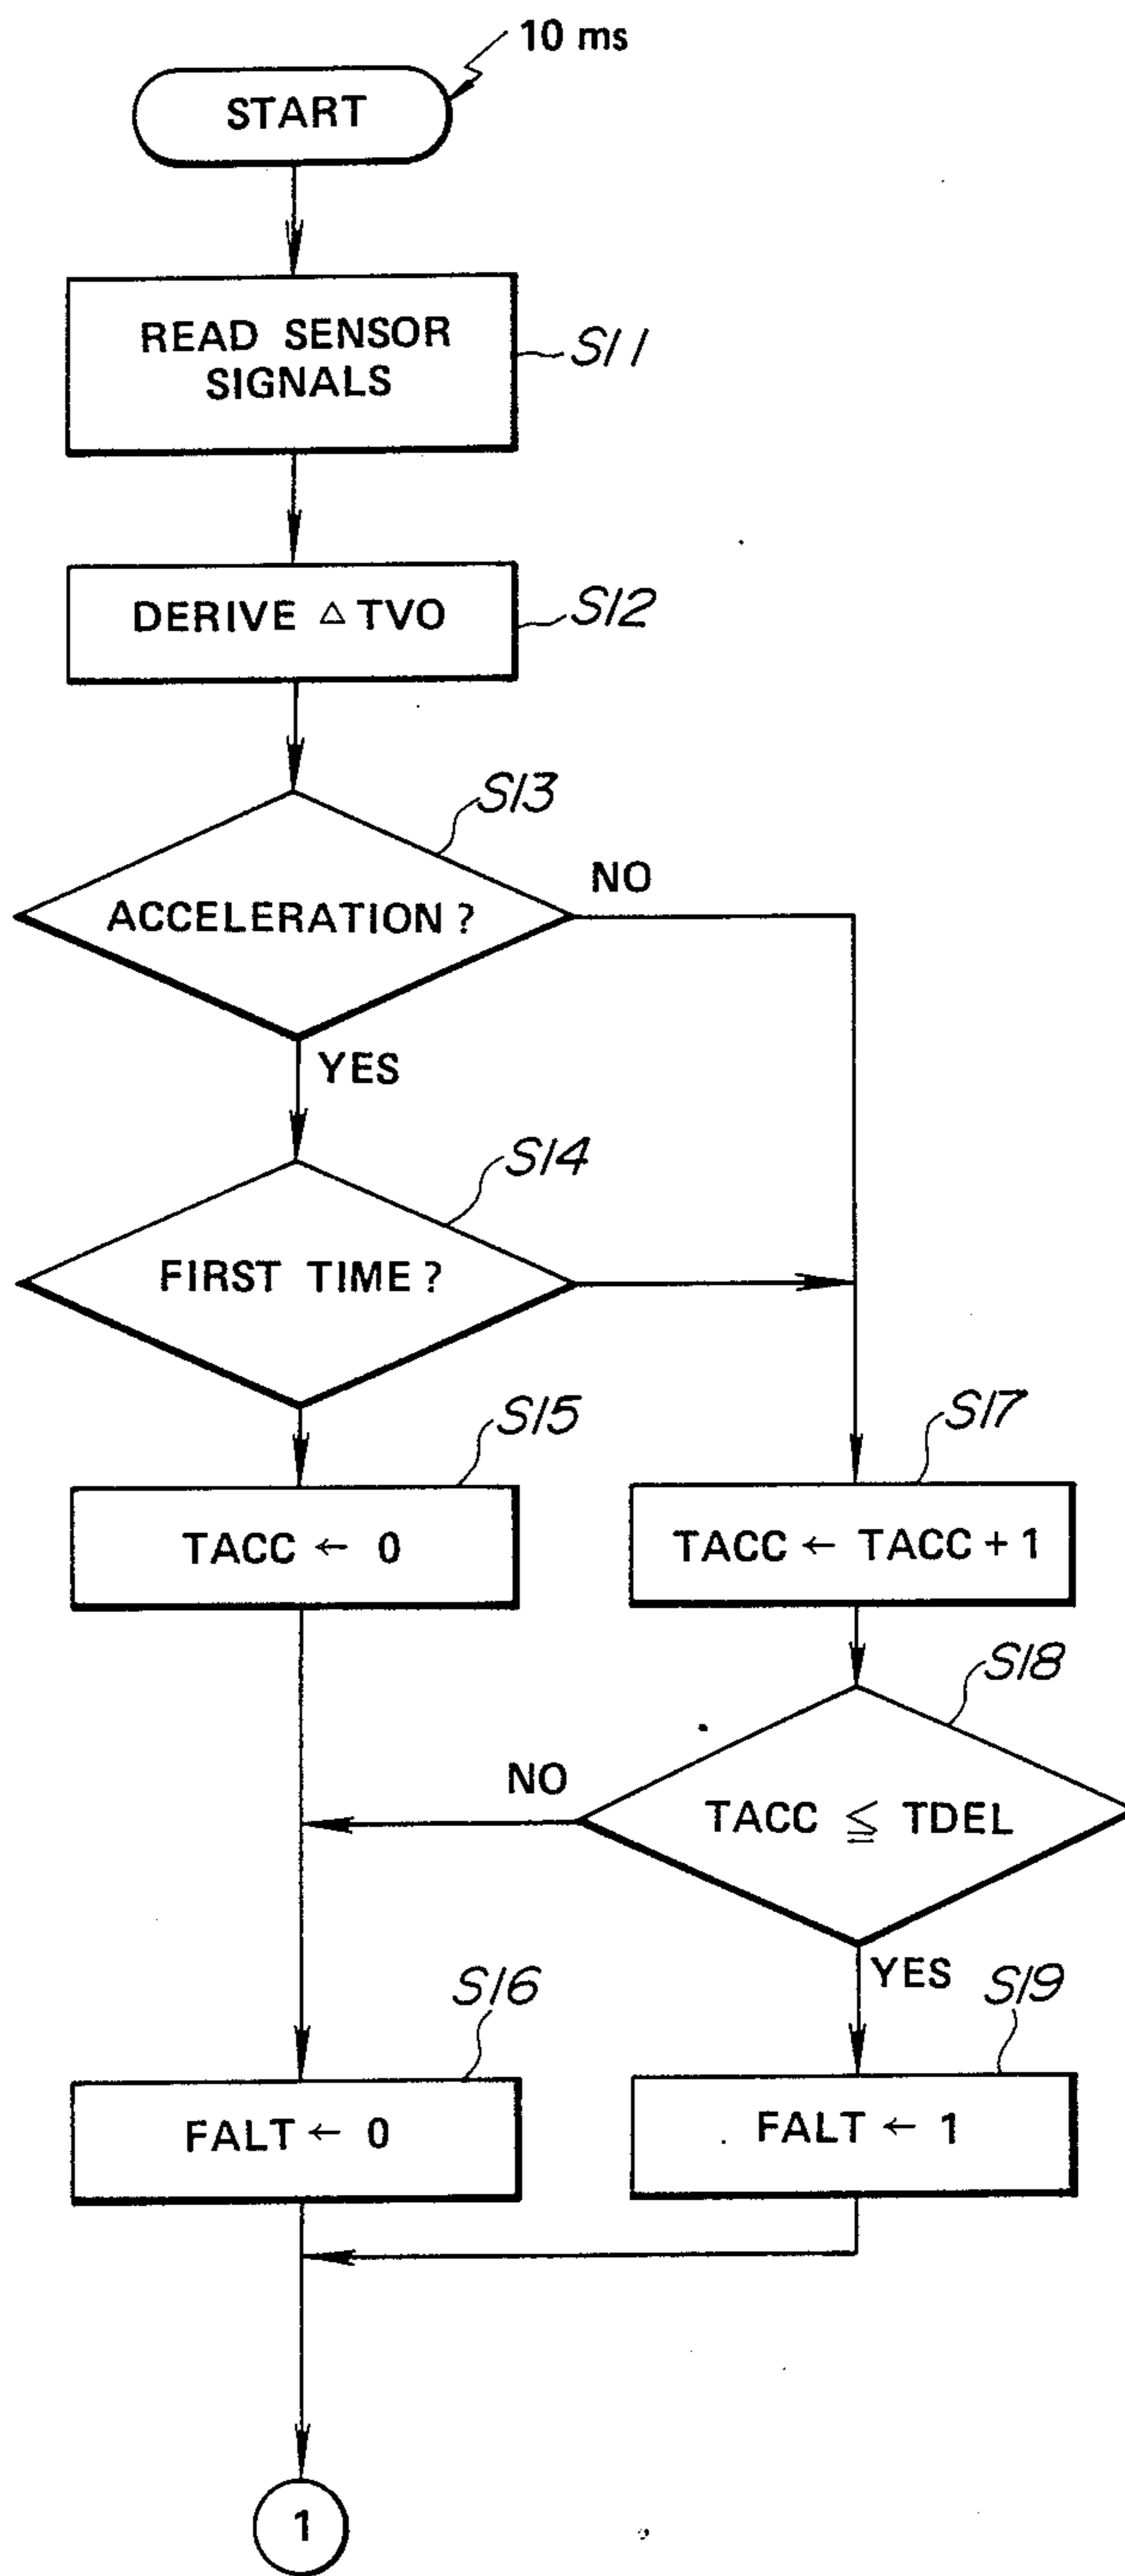 10 ms
START
READ SENSOR
SIGNALS
S11
DERIVE △ TVO
S12
S13
ACCELERATION ?
NO
YES
S14
FIRST TIME ?
S15
TACC ← 0
S17
TACC ← TACC + 1
S18
NO
TACC ≦ TDEL
YES
S16
FALT ← 0
S19
FALT ← 1
1